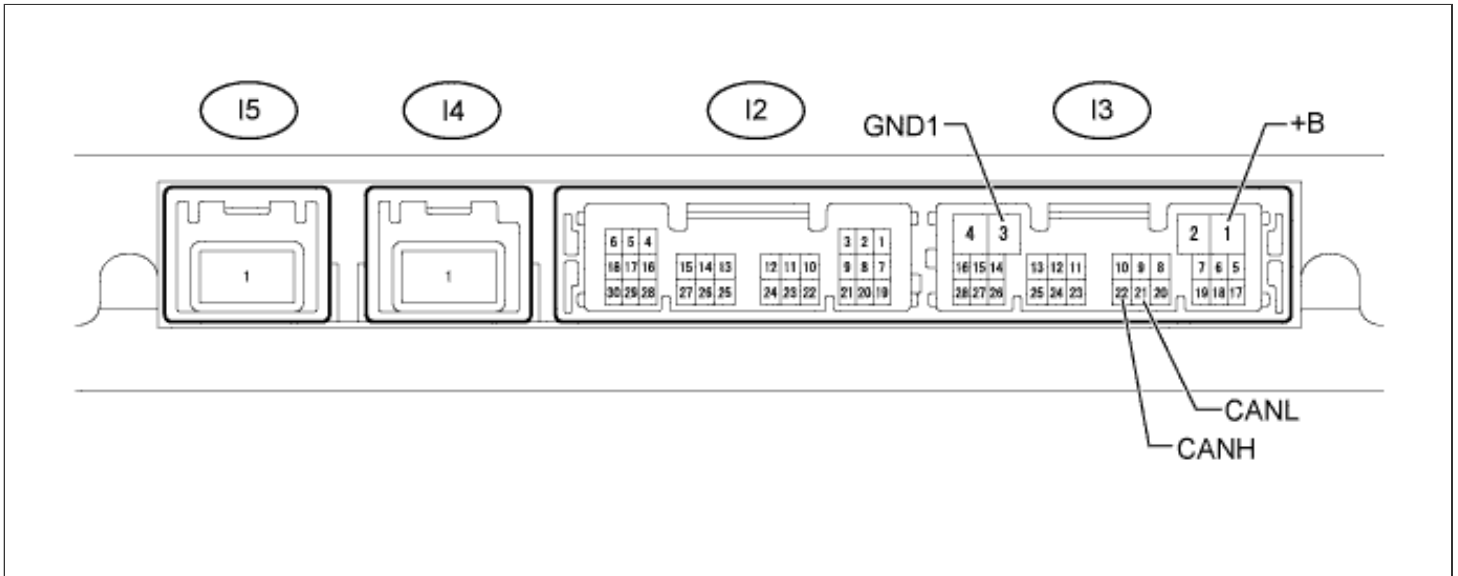 I5 I4 I2 I3
GND1 +B
4 3 2 1
6 5 4 3 2 1
1 1 18 17 16 15 14 13 12 11 10 9 8 7 16 15 14 13 12 11 10 9 8 7 6 5
30 29 28 27 26 25 24 23 22 21 20 19 28 27 26 25 24 23 22 21 20 19 18 17
CANL
CANH